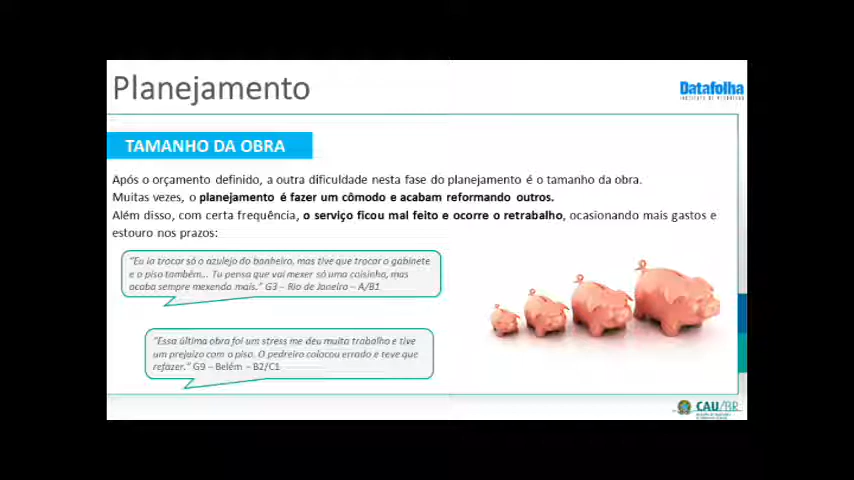 Planejamento
Datafolha
INSTITUTO DE PESQUISAS
TAMANHO DA OBRA
Após o orçamento definido, a outra dificuldade nesta fase do planejamento é o tamanho da obra.
Muitas vezes, o planejamento é fazer um cômodo e acabam reformando outros.
Além disso, com certa frequência, o serviço ficou mal feito e ocorre o retrabalho, ocasionando mais gastos e
estouro nos prazos:
"Eu ia trocar só o azulejo do banheiro, mas tive que trocar o gabinete
e o piso também... Tu pensa que vai mexer só uma coisinha, mas
acaba sempre mexendo mais." G3 – Rio de Janeiro – A/B1
"Essa última obra foi um stress me deu muito trabalho e tive
um prejuízo com o piso. O pedreiro colocou errado e teve que
refazer." G9 – Belém – B2/C1
CAU/BR